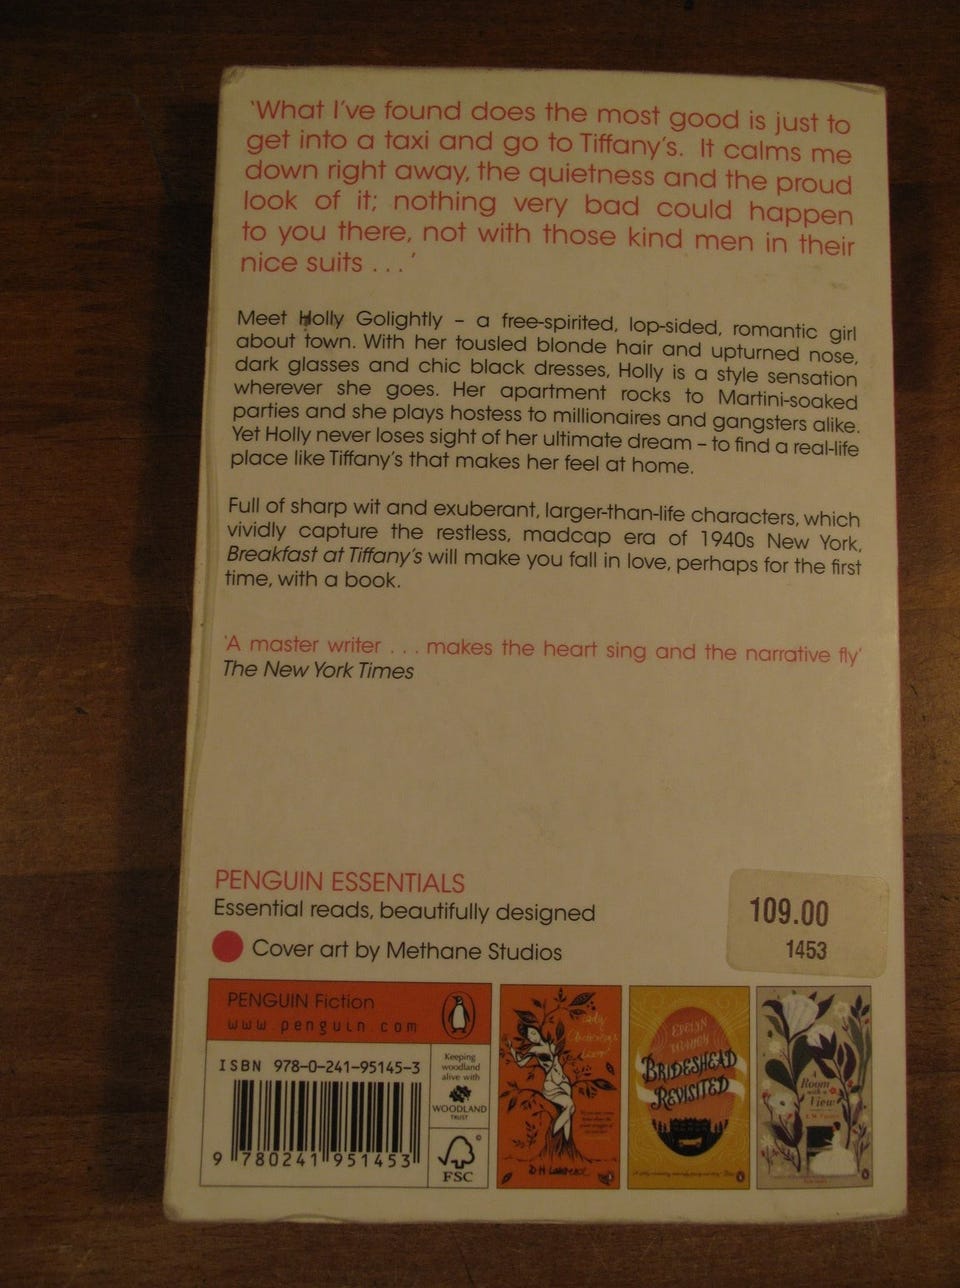 'What I've found does the most good is just to
get into a taxi and go to Tiffany's. It calms me
down right away, the quietness and the proud
look of it; nothing very bad could happen
to you there, not with those kind men in their
nice suits . . . '
Meet Holly Golightly – a free-spirited, lop-sided, romantic girl
about town. With her tousled blonde hair and upturned nose,
dark glasses and chic black dresses, Holly is a style sensation
wherever she goes. Her apartment rocks to Martini-soaked
parties and she plays hostess to millionaires and gangsters alike.
Yet Holly never loses sight of her ultimate dream – to find a real-life
place like Tiffany's that makes her feel at home.
Full of sharp wit and exuberant, larger-than-life characters, which
vividly capture the restless, madcap era of 1940s New York,
Breakfast at Tiffany's will make you fall in love, perhaps for the first
time, with a book.
'A master writer . . . makes the heart sing and the narrative fly'
The New York Times
PENGUIN ESSENTIALS
Essential reads, beautifully designed
Cover art by Methane Studios
109.00
1453
PENGUIN Fiction
www.penguin.com
ISBN 978-0-241-95145-3
9 780241 951453
Keeping
woodland
alive with
WOODLAND
TRUST
FSC
Lady
Chatterley's
Lover
D H Lawrence
EVELYN
WAUGH
BRIDESHEAD
REVISITED
A
Room
with a
View